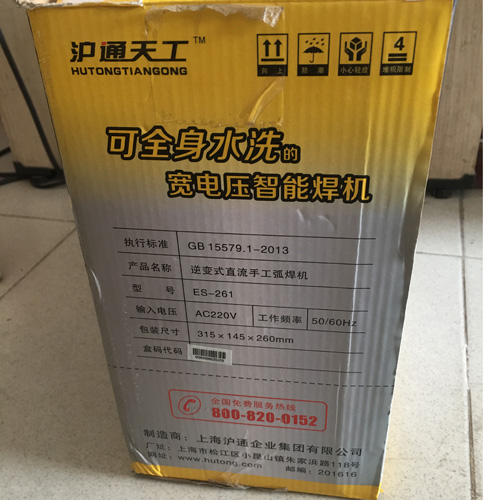 沪通天工™
HUTONGTIANGONG
向上 防潮 小心轻放 堆码限制
4
可全身水洗的
宽电压智能焊机
执行标准 GB 15579.1-2013
产品名称 逆变式直流手工弧焊机
型号 ES-261
输入电压 AC220V 工作频率 50/60Hz
包装尺寸 315×145×260mm
盒码代码
全国免费服务热线
800-820-0152
制造商：上海沪通企业集团有限公司
厂址：上海市松江区小昆山镇朱家浜路118号
网址：www.hutong.com 邮编：201616